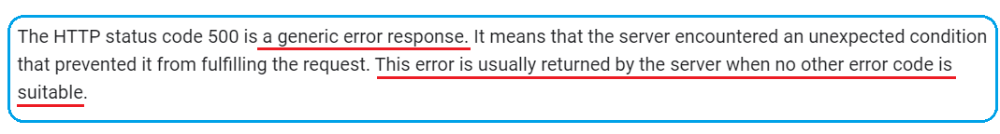 The HTTP status code 500 is a generic error response. It means that the server encountered an unexpected condition
that prevented it from fulfilling the request. This error is usually returned by the server when no other error code is
suitable.